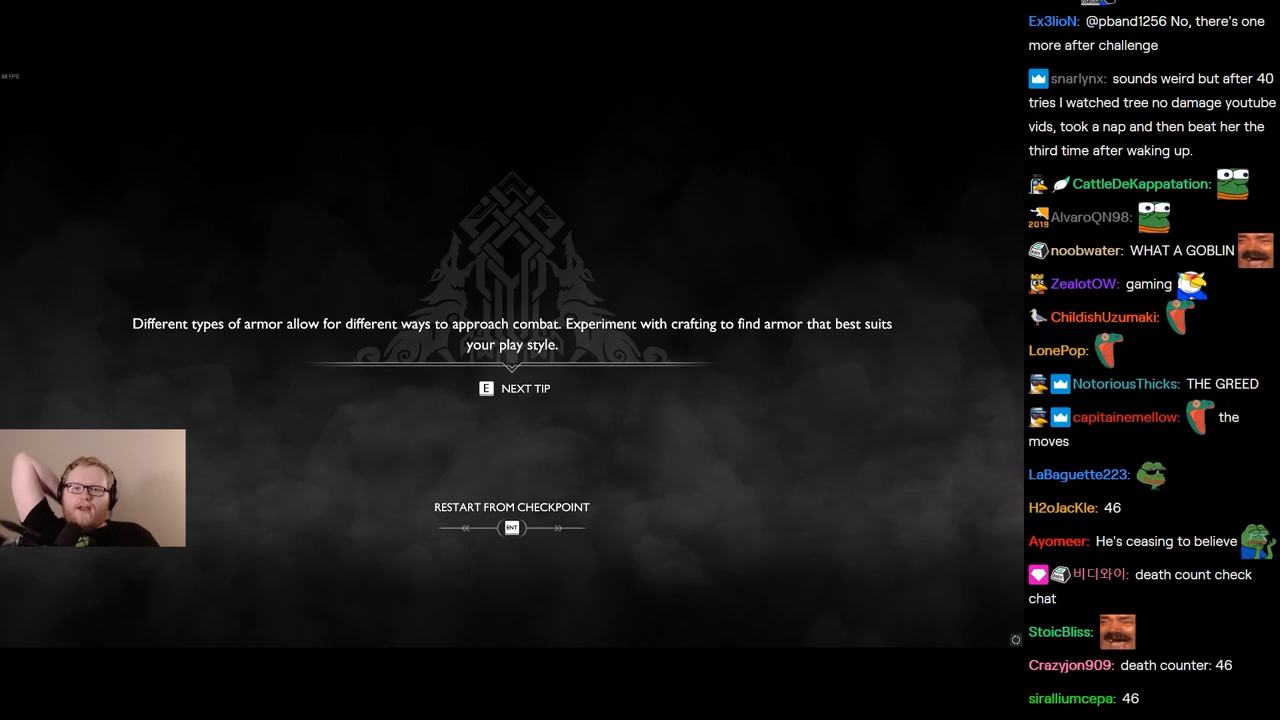 68 FPS
Different types of armor allow for different ways to approach combat. Experiment with crafting to find armor that best suits
your play style.
E NEXT TIP
RESTART FROM CHECKPOINT
ENT
Ex3lioN: @pband1256 No, there's one
more after challenge
snarlynx: sounds weird but after 40
tries I watched tree no damage youtube
vids, took a nap and then beat her the
third time after waking up.
CattleDeKappatation:
2019 AlvaroQN98:
noobwater: WHAT A GOBLIN
ZealotOW: gaming
ChildishUzumaki:
LonePop:
NotoriousThicks: THE GREED
capitainemellow: the
moves
LaBaguette223:
H2oJacKle: 46
Ayomeer: He's ceasing to believe
비디와이: death count check
chat
StoicBliss:
Crazyjon909: death counter: 46
siralliumcepa: 46